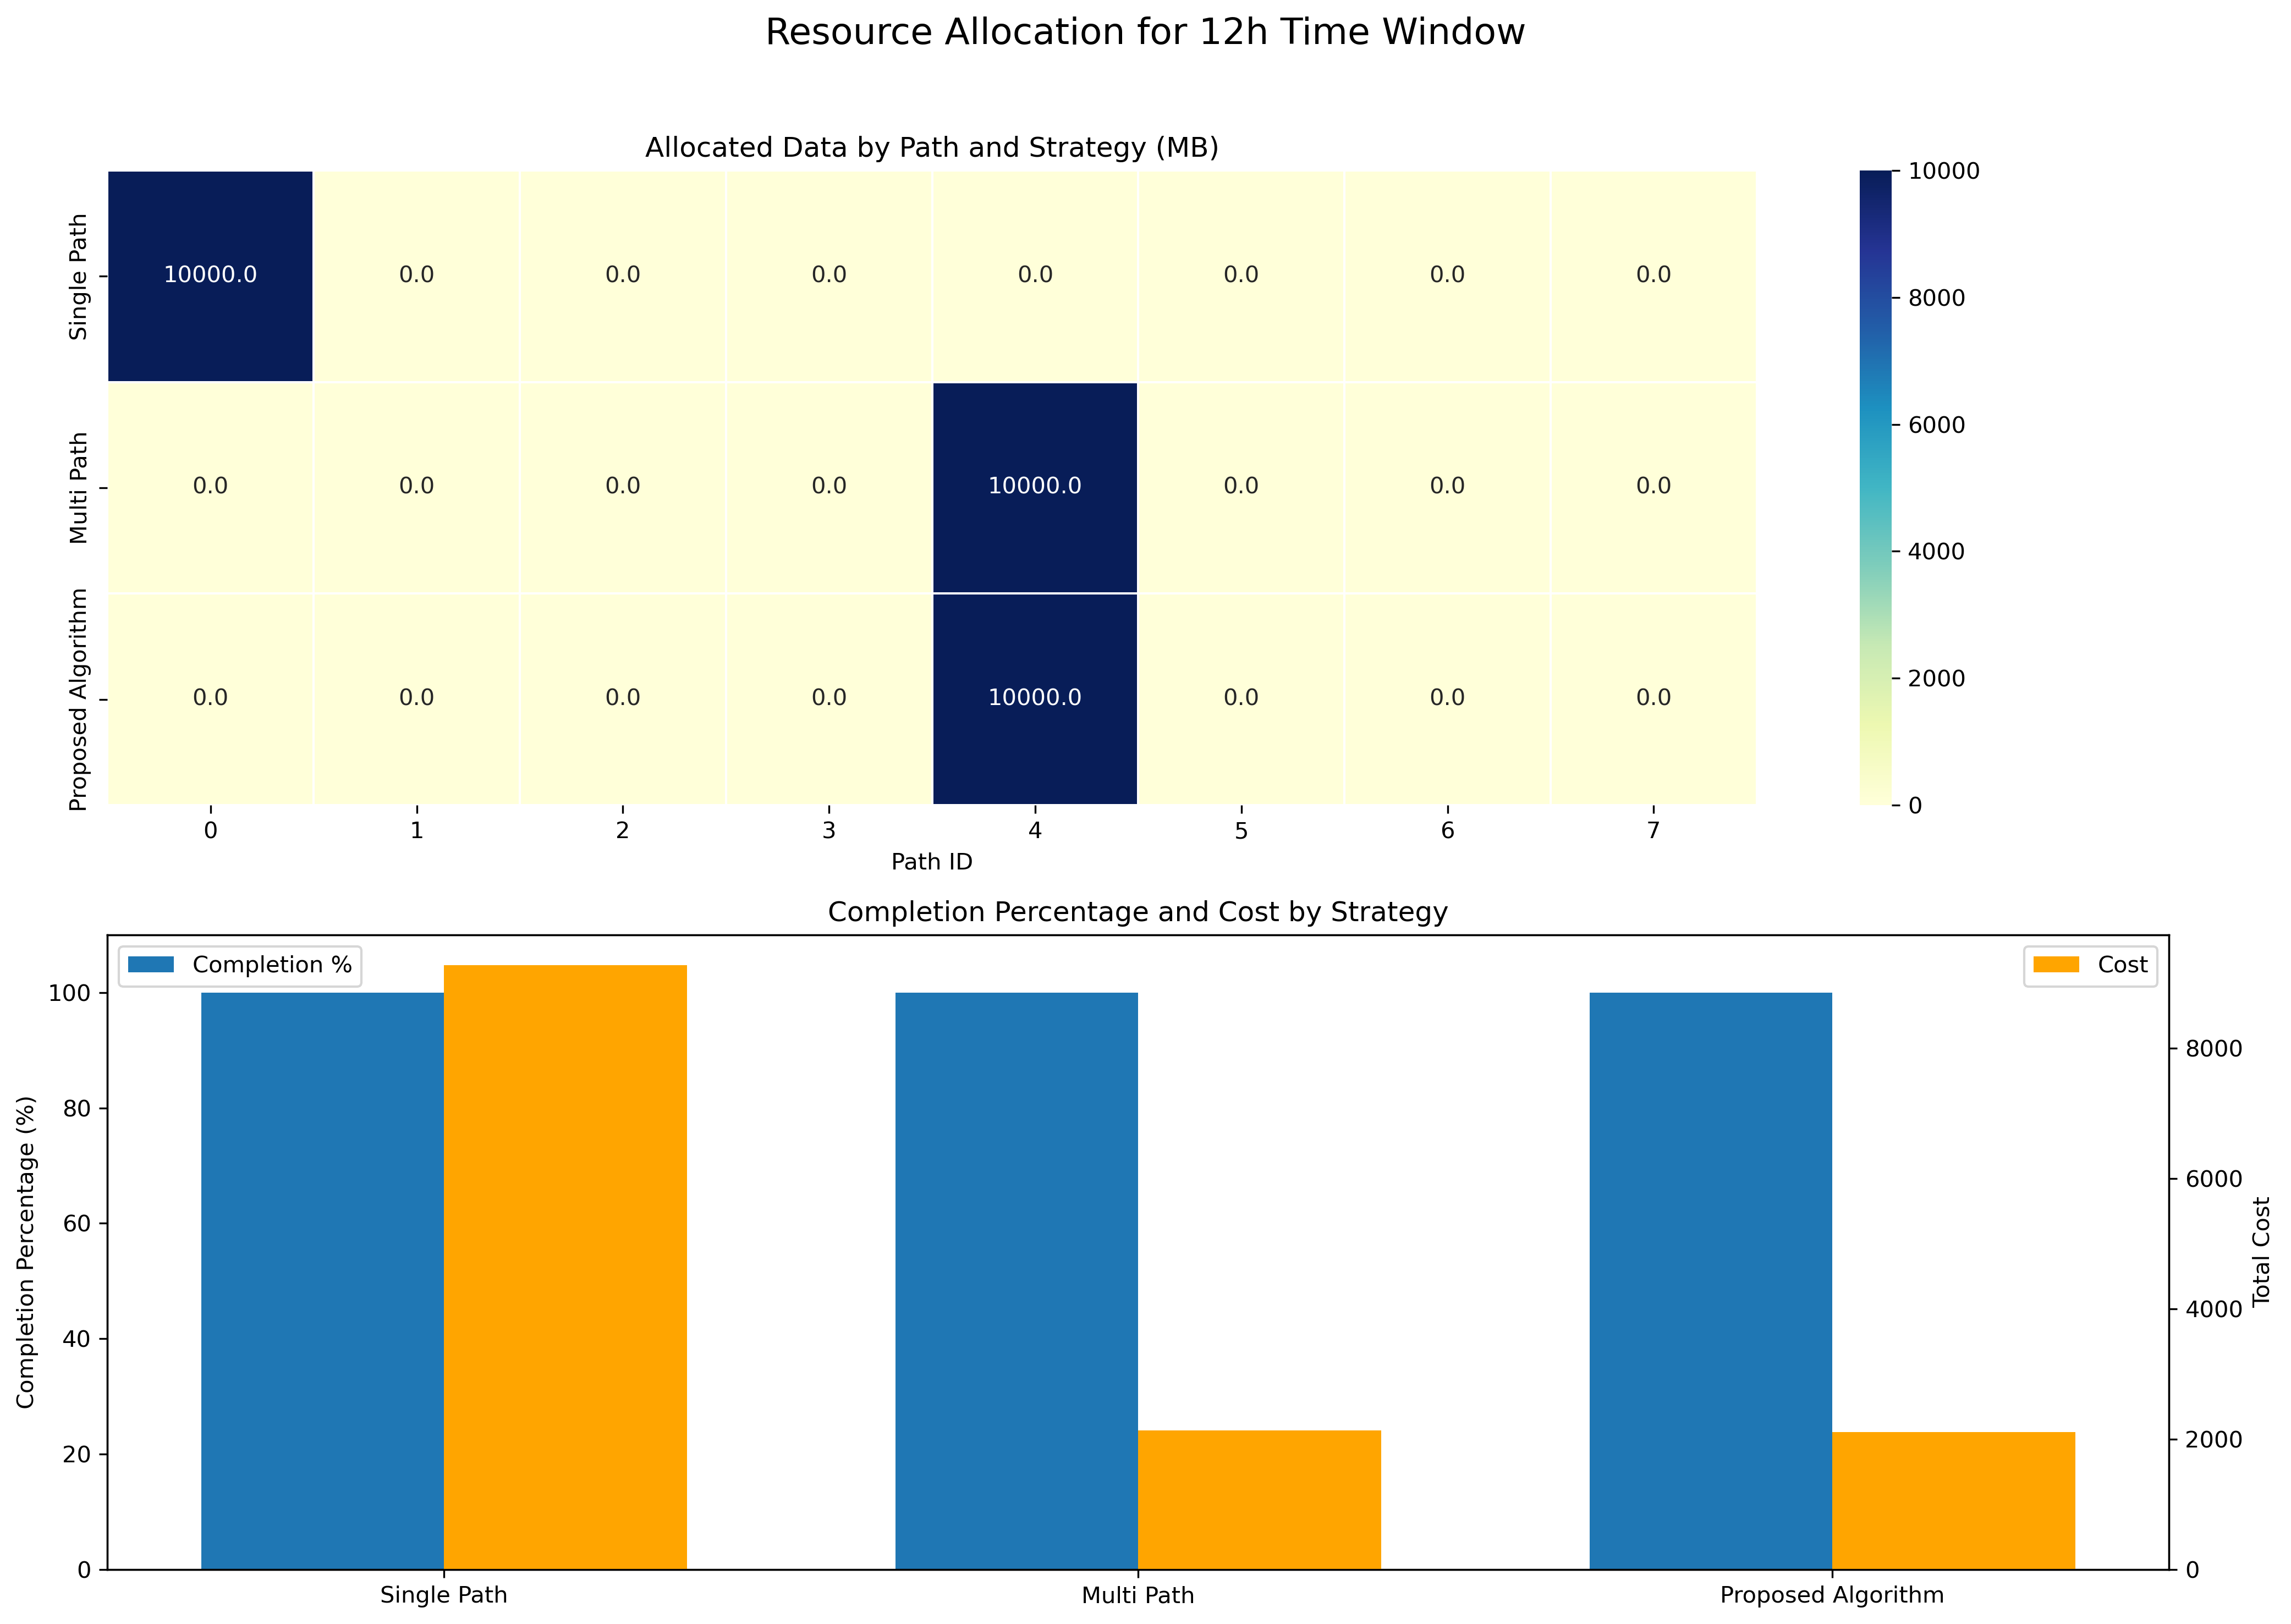 Resource Allocation for 12h Time Window
Allocated Data by Path and Strategy (MB)
Single Path
10000.0 0.0 0.0 0.0 0.0 0.0 0.0 0.0
Multi Path
0.0 0.0 0.0 0.0 10000.0 0.0 0.0 0.0
Proposed Algorithm
0.0 0.0 0.0 0.0 10000.0 0.0 0.0 0.0
0 1 2 3 4 5 6 7
Path ID
10000
8000
6000
4000
2000
0
Completion Percentage and Cost by Strategy
Completion %
Cost
Completion Percentage (%)
100
80
60
40
20
0
8000
6000
4000
2000
0
Total Cost
Single Path Multi Path Proposed Algorithm